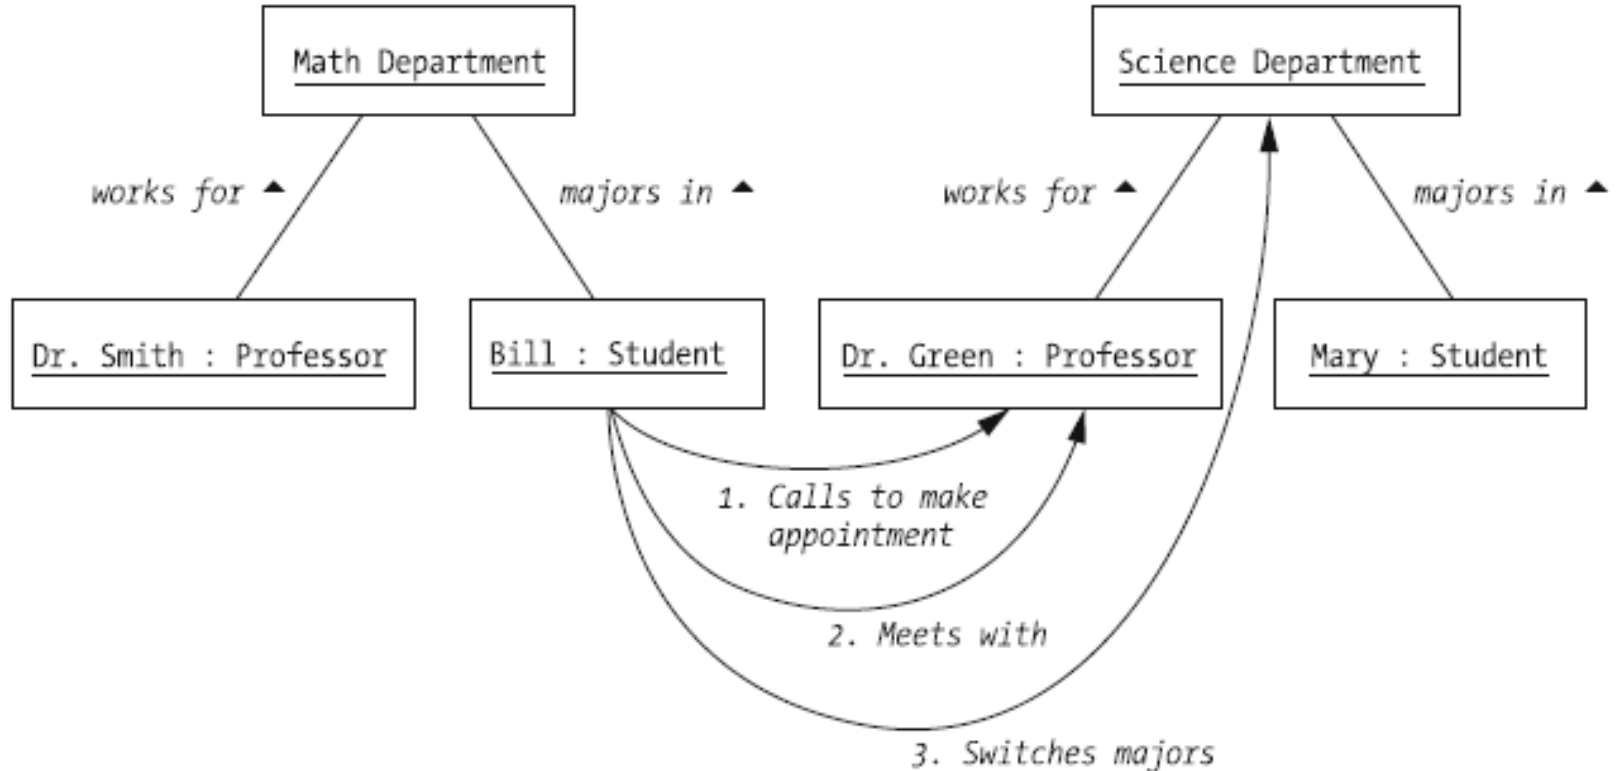 Math Department
Science Department
works for ▲
majors in ▲
works for ▲
majors in ▲
Dr. Smith : Professor
Bill : Student
Dr. Green : Professor
Mary : Student
1. Calls to make
appointment
2. Meets with
3. Switches majors